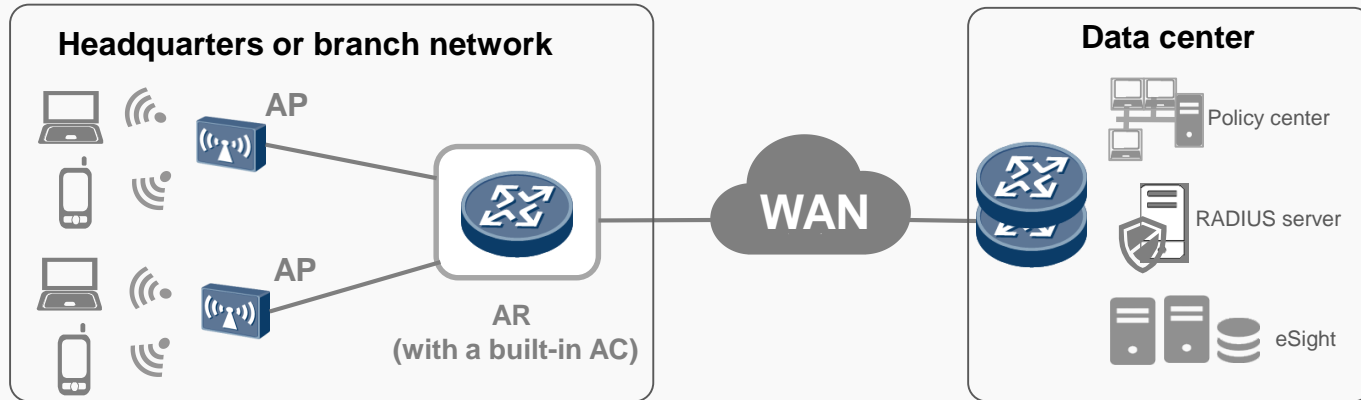 Headquarters or branch network
AP
AP
AR
(with a built-in AC)
WAN
Data center
Policy center
RADIUS server
eSight